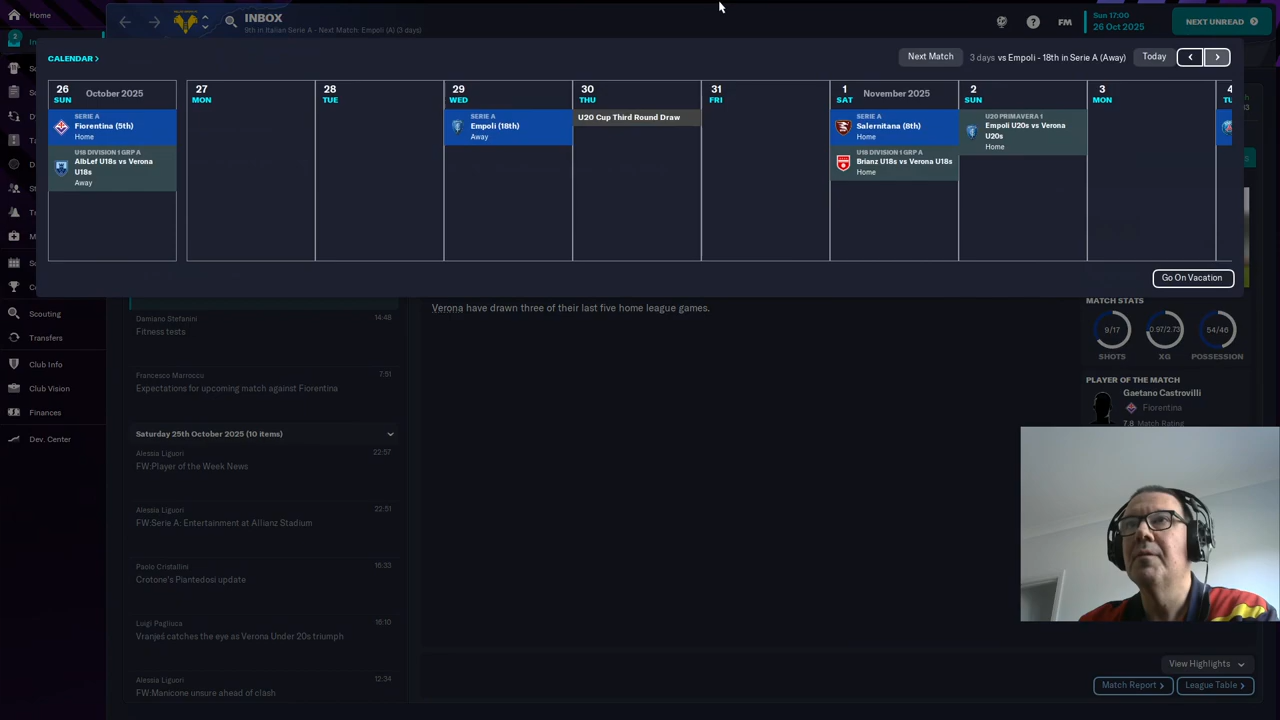 Home
INBOX
9th in Italian Serie A - Next Match: Empoli (A) (3 days)
FM
Sun 17:00
26 Oct 2025
NEXT UNREAD
2
CALENDAR
Next Match
3 days vs Empoli - 18th in Serie A (Away)
Today
26
SUN
October 2025
27
MON
28
TUE
29
WED
30
THU
31
FRI
1
SAT
November 2025
2
SUN
3
MON
4
TU
SERIE A
Fiorentina (5th)
Home
U18 DIVISION 1 GRP A
AlbLef U18s vs Verona
U18s
Away
SERIE A
Empoli (18th)
Away
U20 Cup Third Round Draw
SERIE A
Salernitana (8th)
Home
U18 DIVISION 1 GRP A
Brianz U18s vs Verona U18s
Home
U20 PRIMAVERA 1
Empoli U20s vs Verona
U20s
Home
Go On Vacation
Scouting
Transfers
Club Info
Club Vision
Finances
Dev. Center
Damiano Stefanini
14:48
Fitness tests
Francesco Marroccu
7:51
Expectations for upcoming match against Fiorentina
Saturday 25th October 2025 (10 items)
Alessia Liguori
22:57
FW:Player of the Week News
Alessia Liguori
22:51
FW:Serie A: Entertainment at Allianz Stadium
Paolo Cristallini
16:33
Crotone's Piantedosi update
Luigi Pagliuca
16:10
Vranješ catches the eye as Verona Under 20s triumph
Alessia Liguori
12:34
FW:Manicone unsure ahead of clash
Verona have drawn three of their last five home league games.
MATCH STATS
9/17
0.97/2.73
54/46
SHOTS
XG
POSSESSION
PLAYER OF THE MATCH
Gaetano Castrovilli
Fiorentina
7.8 Match Rating
View Highlights
Match Report
League Table